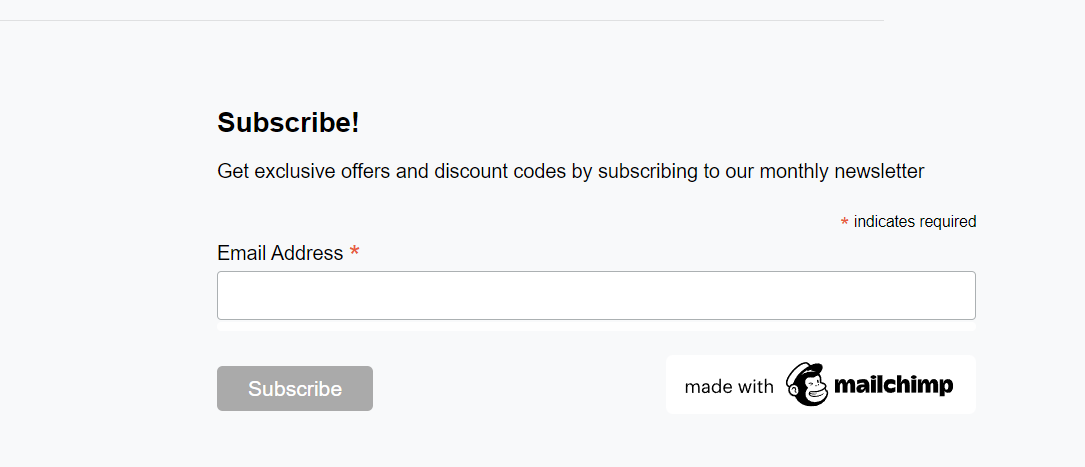 Subscribe!
Get exclusive offers and discount codes by subscribing to our monthly newsletter
* indicates required
Email Address *
Subscribe
made with mailchimp